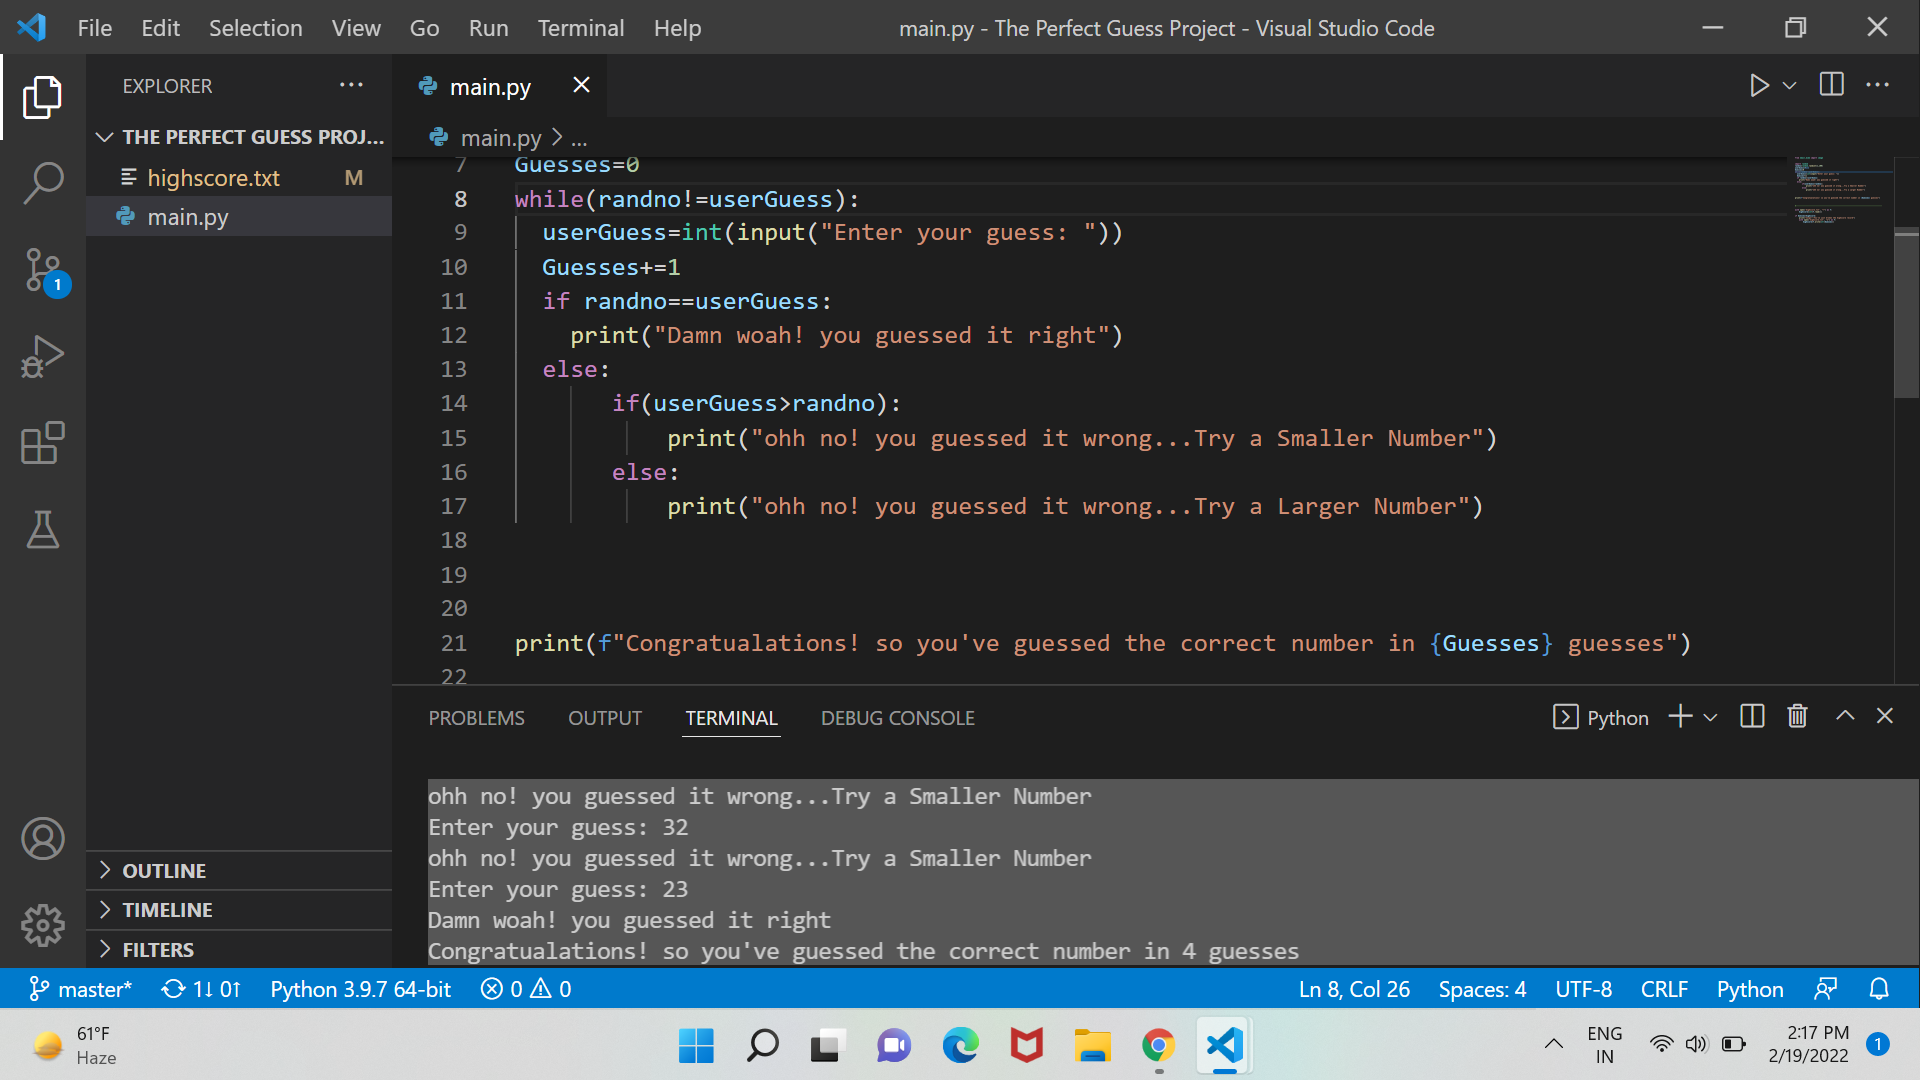 File Edit Selection View Go Run Terminal Help main.py - The Perfect Guess Project - Visual Studio Code
EXPLORER ...
THE PERFECT GUESS PROJ...
highscore.txt M
main.py
1
OUTLINE
TIMELINE
FILTERS
main.py
main.py > ...
7 Guesses=0
8 while(randno!=userGuess):
9 userGuess=int(input("Enter your guess: "))
10 Guesses+=1
11 if randno==userGuess:
12 print("Damn woah! you guessed it right")
13 else:
14 if(userGuess>randno):
15 print("ohh no! you guessed it wrong...Try a Smaller Number")
16 else:
17 print("ohh no! you guessed it wrong...Try a Larger Number")
18
19
20
21 print(f"Congratualations! so you've guessed the correct number in {Guesses} guesses")
22
PROBLEMS OUTPUT TERMINAL DEBUG CONSOLE Python
ohh no! you guessed it wrong...Try a Smaller Number
Enter your guess: 32
ohh no! you guessed it wrong...Try a Smaller Number
Enter your guess: 23
Damn woah! you guessed it right
Congratualations! so you've guessed the correct number in 4 guesses
master* 1↓ 0↑ Python 3.9.7 64-bit 0 0 Ln 8, Col 26 Spaces: 4 UTF-8 CRLF Python
61°F
Haze
ENG
IN
2:17 PM
2/19/2022
1